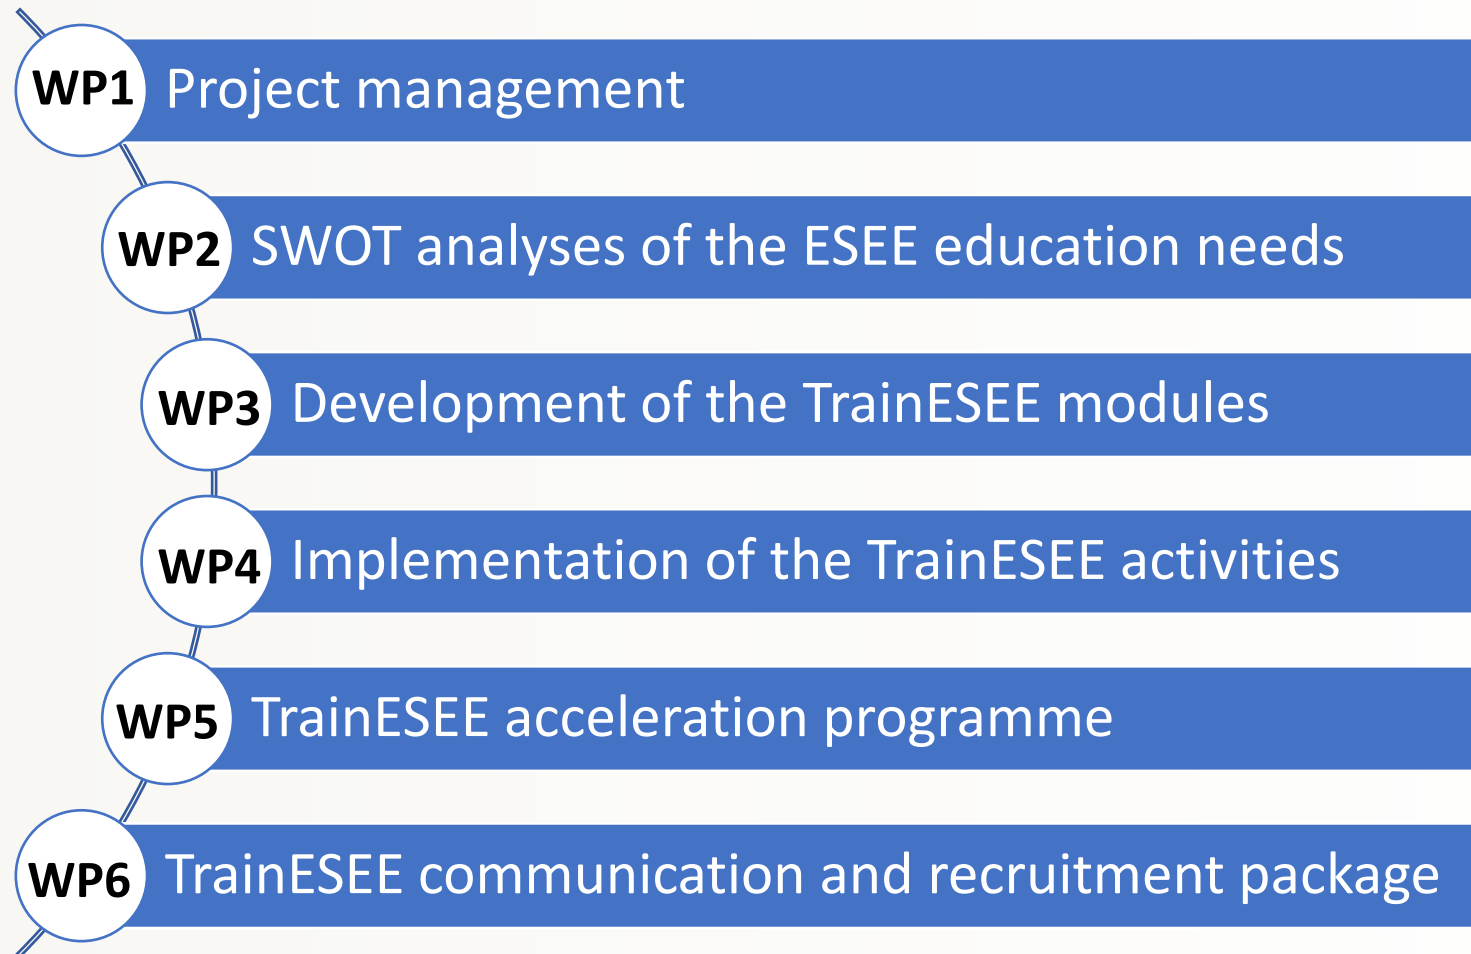 WP1 Project management
WP2 SWOT analyses of the ESEE education needs
WP3 Development of the TrainESEE modules
WP4 Implementation of the TrainESEE activities
WP5 TrainESEE acceleration programme
WP6 TrainESEE communication and recruitment package